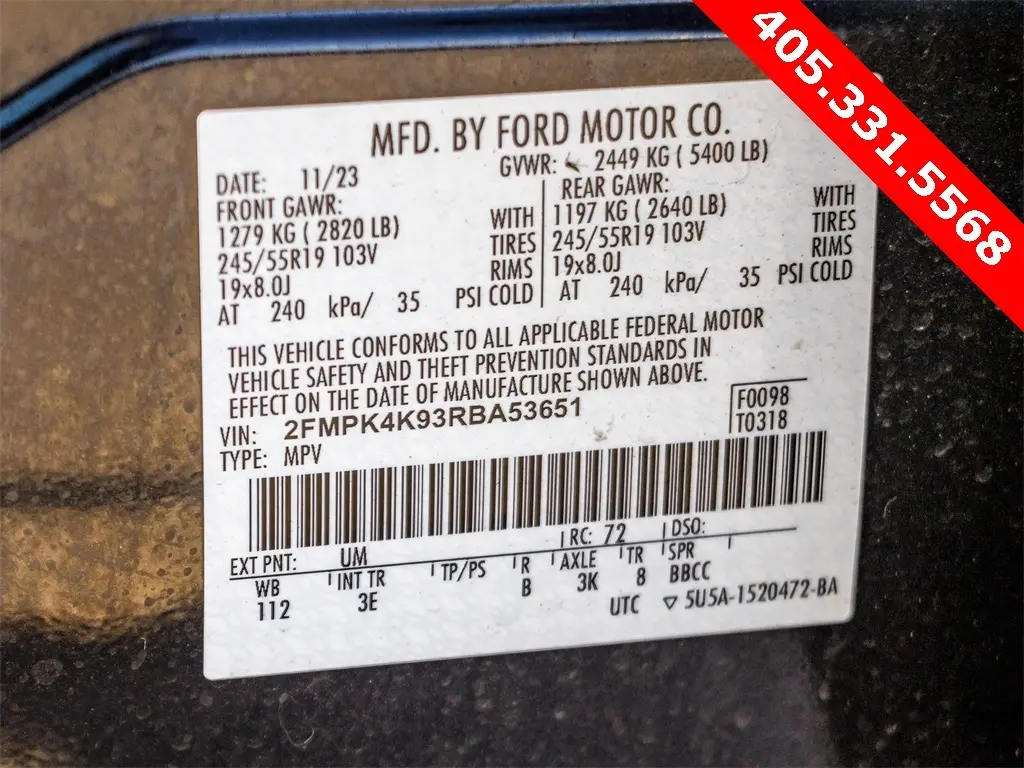 405.331.5568
MFD. BY FORD MOTOR CO.
DATE: 11/23 GVWR: 2449 KG ( 5400 LB)
FRONT GAWR: REAR GAWR:
1279 KG ( 2820 LB) WITH 1197 KG ( 2640 LB) WITH
245/55R19 103V TIRES 245/55R19 103V TIRES
19x8.0J RIMS 19x8.0J RIMS
AT 240 kPa/ 35 PSI COLD AT 240 kPa/ 35 PSI COLD
THIS VEHICLE CONFORMS TO ALL APPLICABLE FEDERAL MOTOR
VEHICLE SAFETY AND THEFT PREVENTION STANDARDS IN
EFFECT ON THE DATE OF MANUFACTURE SHOWN ABOVE.
VIN: 2FMPK4K93RBA53651 F0098
TYPE: MPV T0318
EXT PNT: UM RC: 72 DSO:
WB INT TR TP/PS R AXLE TR SPR
112 3E B 3K 8 BBCC
UTC ▽ 5U5A-1520472-BA